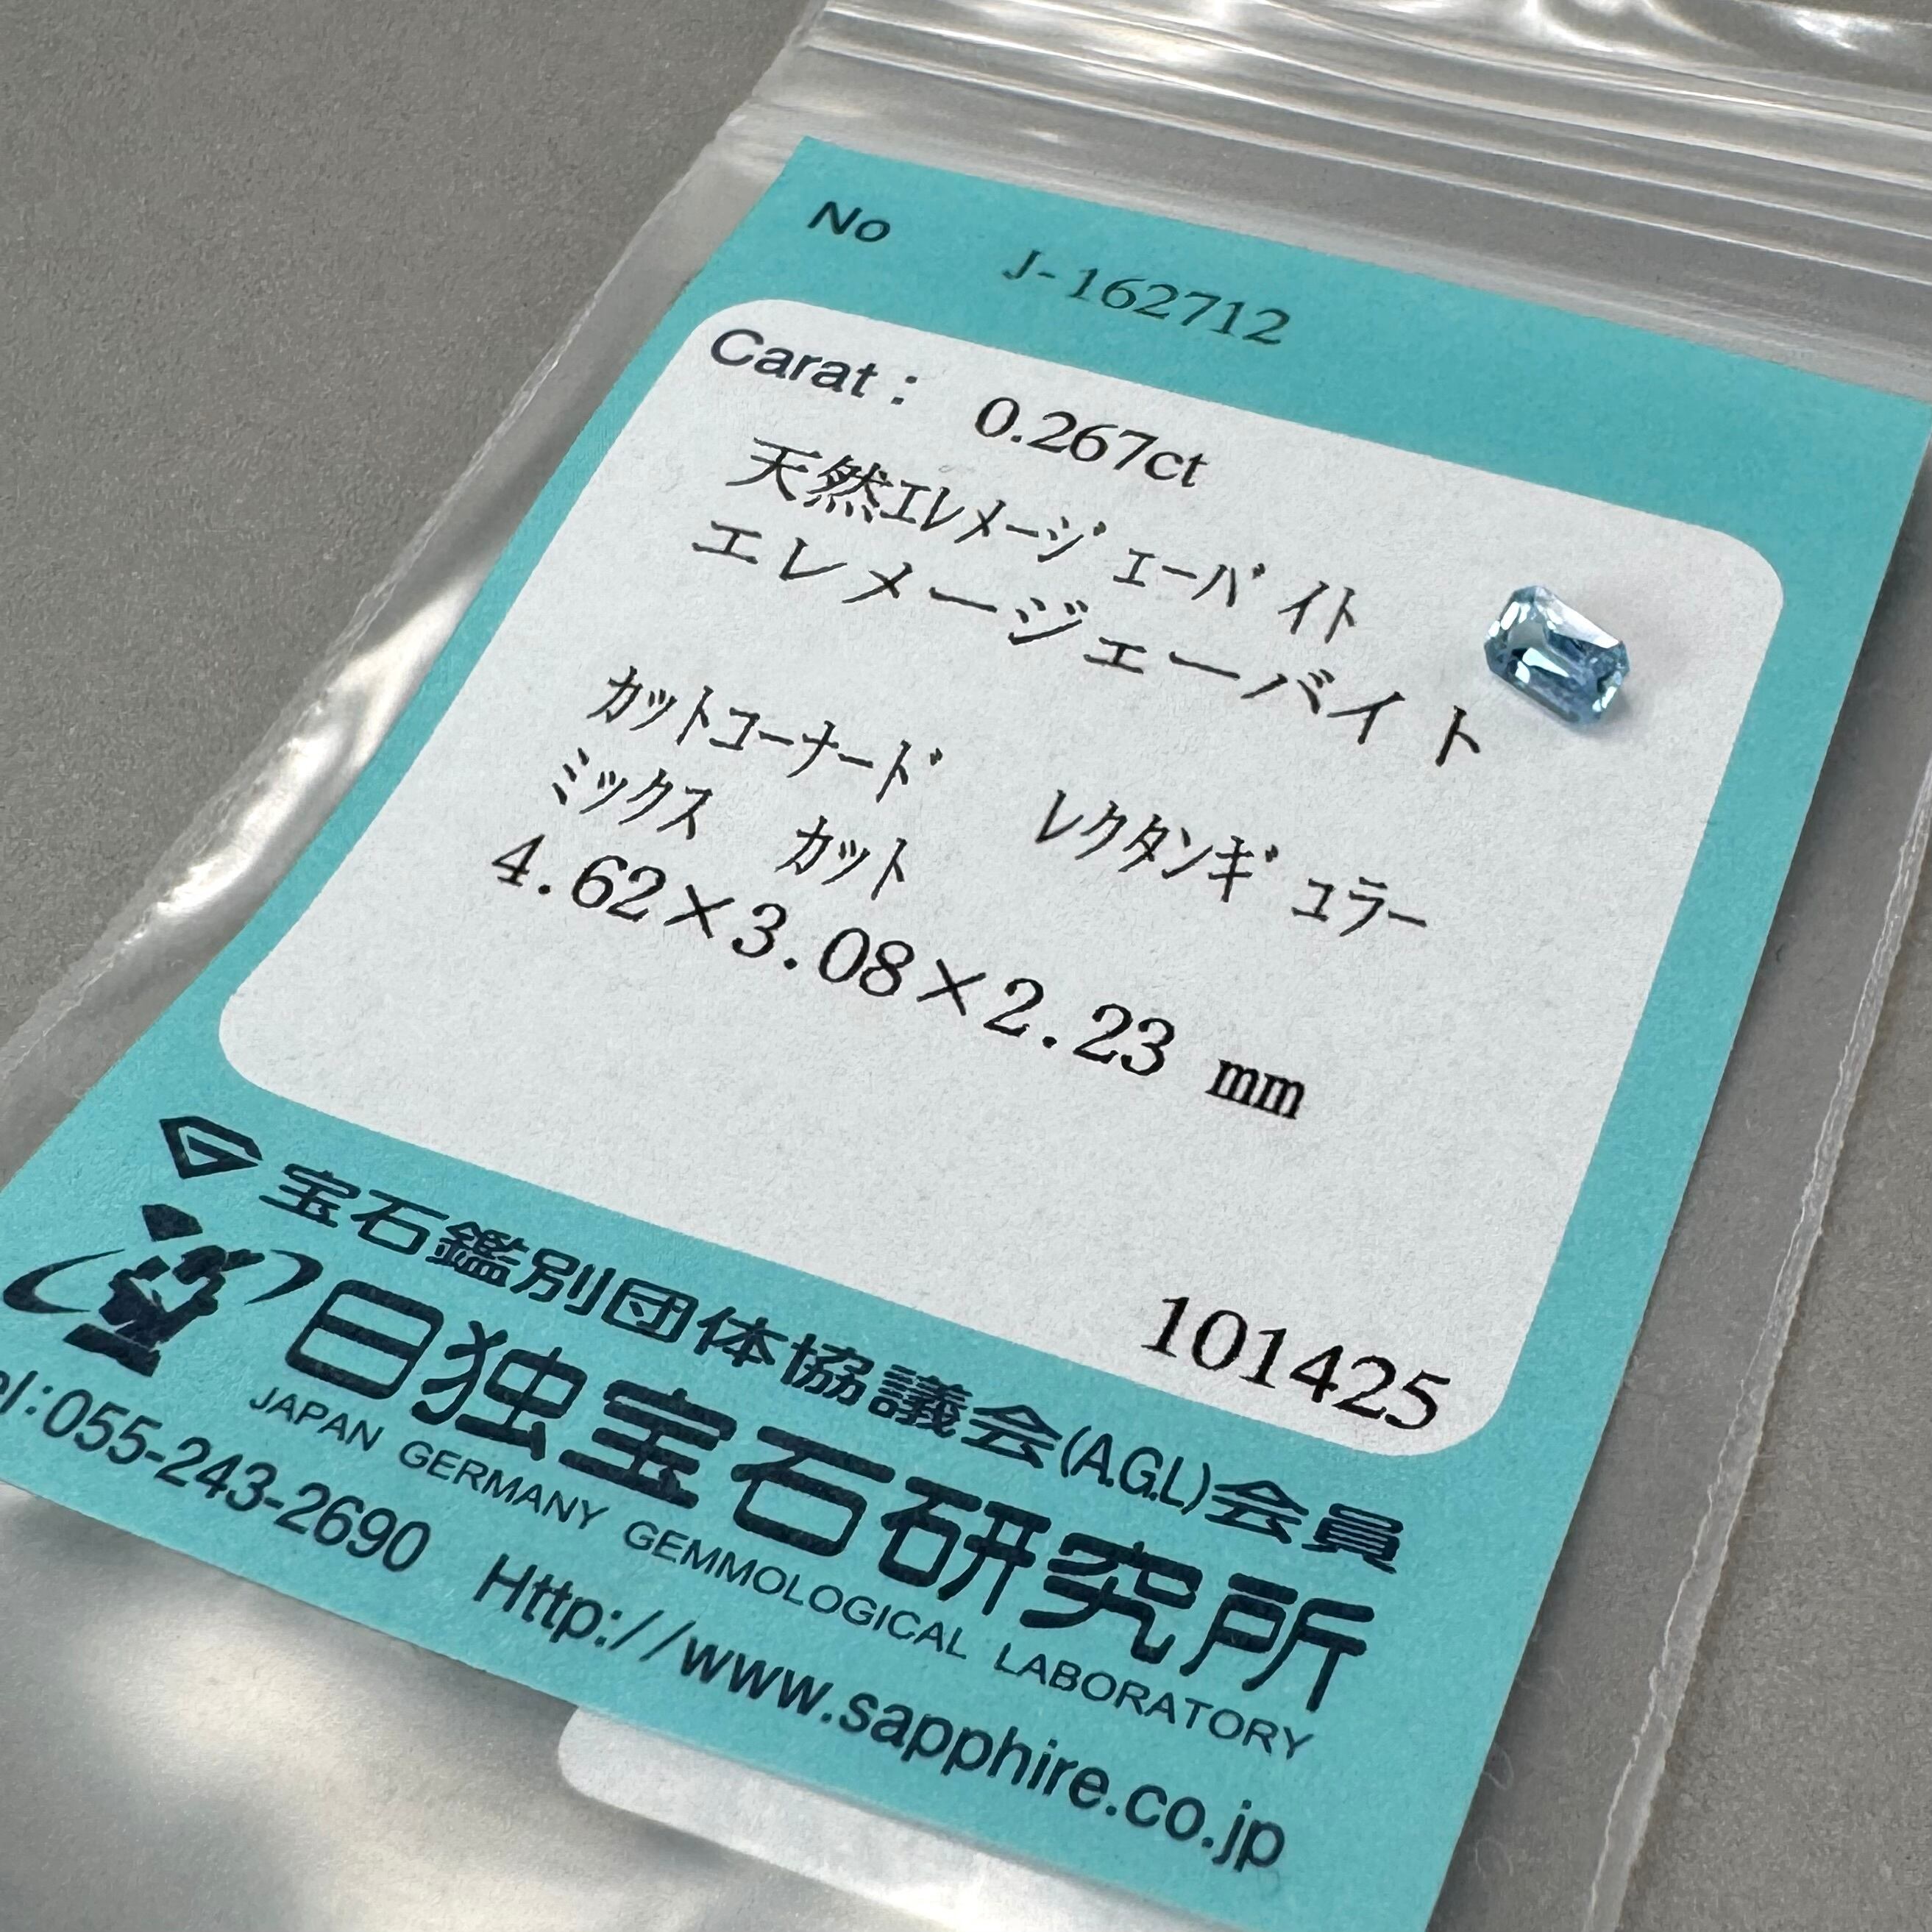 No J-162712
Carat: 0.267ct
天然エレメージェーバイト
エレメージェーバイト
カットコーナード レクタンギュラー
ミックス カット
4.62×3.08×2.23 mm
101425
宝石鑑別団体協議会(A.G.L)会員
日独宝石研究所
JAPAN GERMANY GEMMOLOGICAL LABORATORY
el:055-243-2690 Http://www.sapphire.co.jp